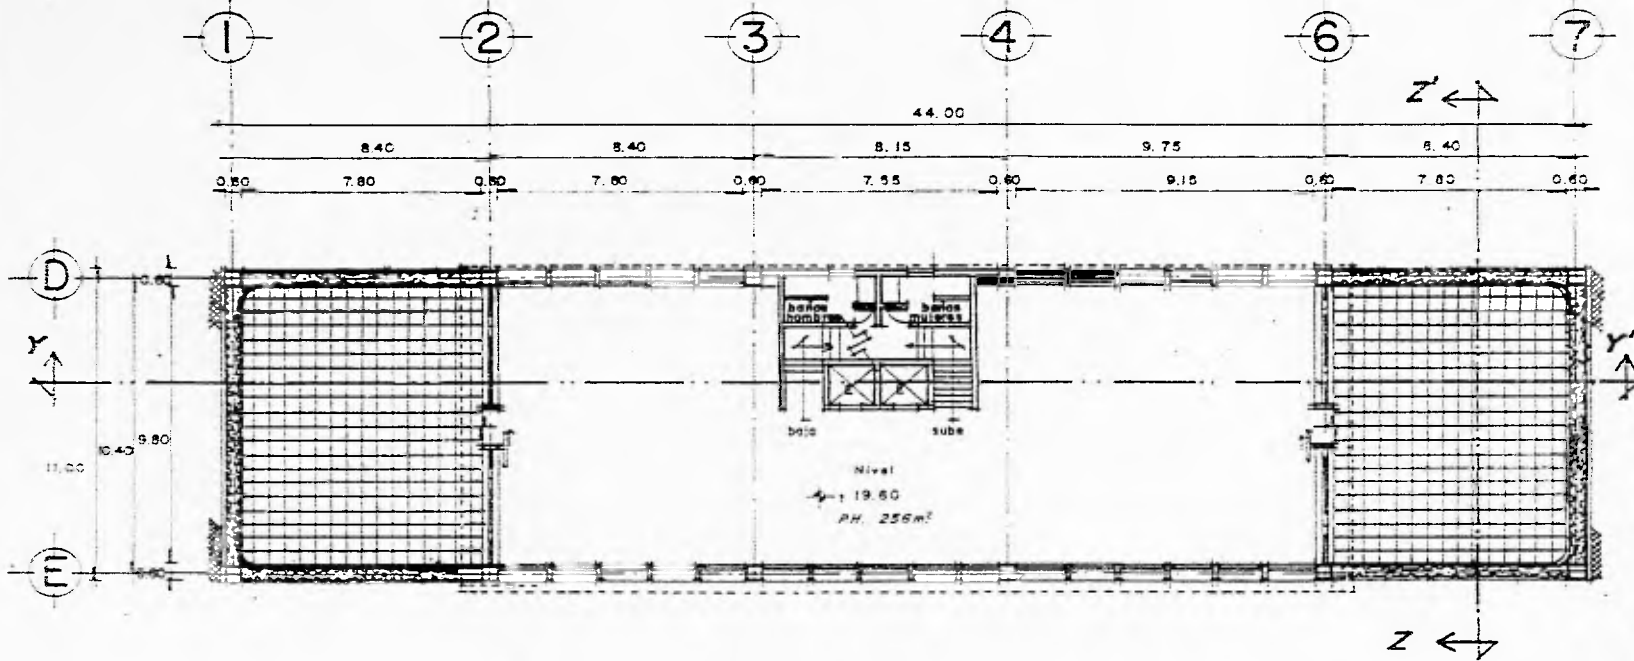 1 2 3 4 6 7
Z'
44.00
8.40 8.40 8.15 9.75 8.40
0.60 7.80 0.60 7.80 0.60 7.55 0.60 9.15 0.60 7.80 0.60
D
0.60
baños hombres
baños mujeres
Y Y'
E E
baja sube
11.00 10.40 9.80
Nivel
+ 19.60
P.H. 256m²
0.60
E
Z